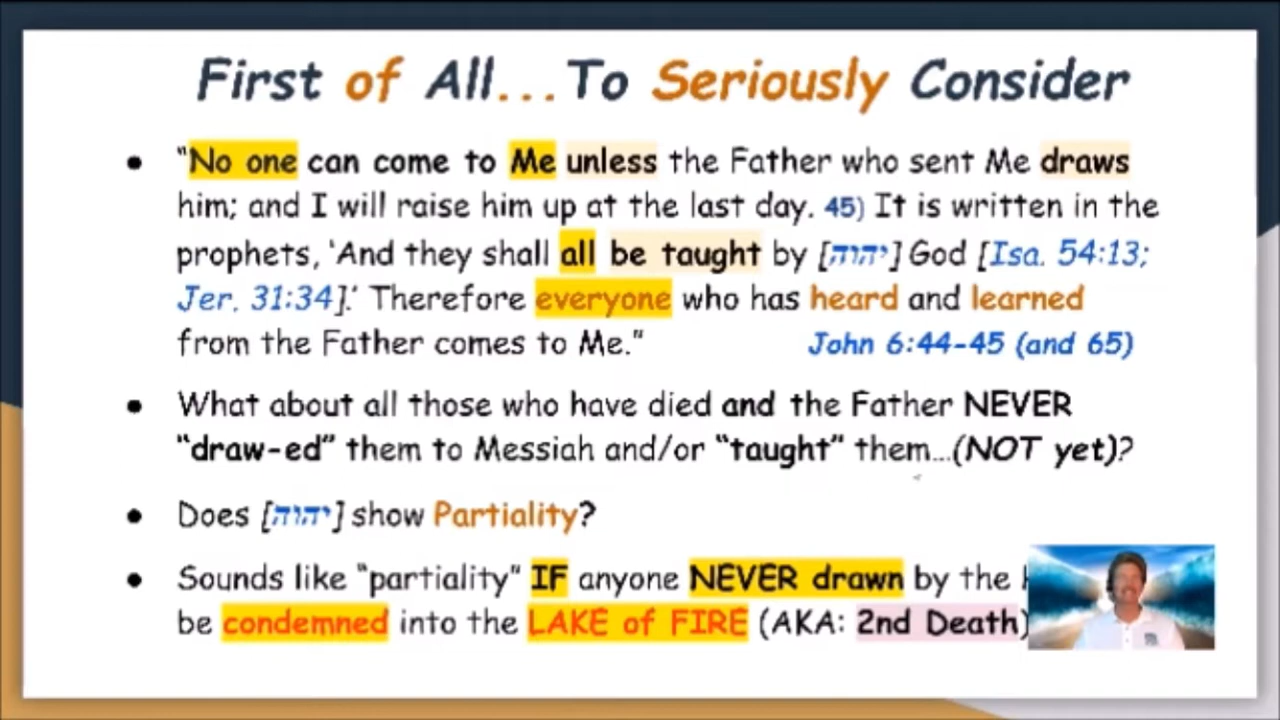 First of All...To Seriously Consider
● "No one can come to Me unless the Father who sent Me draws
him; and I will raise him up at the last day. 45) It is written in the
prophets, 'And they shall all be taught by [יהוה] God [Isa. 54:13;
Jer. 31:34].' Therefore everyone who has heard and learned
from the Father comes to Me." John 6:44-45 (and 65)
● What about all those who have died and the Father NEVER
"draw-ed" them to Messiah and/or "taught" them...(NOT yet)?
● Does [יהוה] show Partiality?
● Sounds like "partiality" IF anyone NEVER drawn by the
be condemned into the LAKE of FIRE (AKA: 2nd Death)